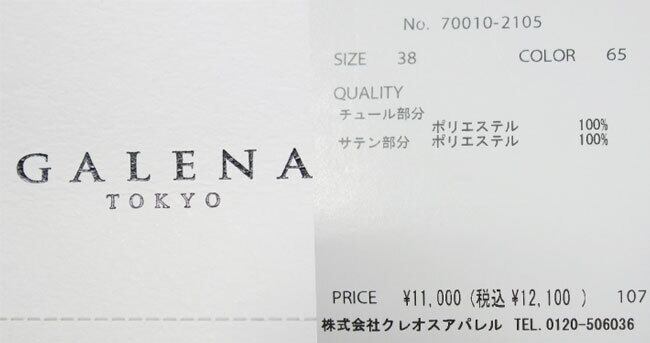 GALENA
TOKYO
No. 70010-2105
SIZE 38 COLOR 65
QUALITY
チュール部分
ポリエステル 100%
サテン部分 ポリエステル 100%
PRICE ¥11,000 (税込 ¥12,100 ) 107
株式会社クレオスアパレル TEL. 0120-506036